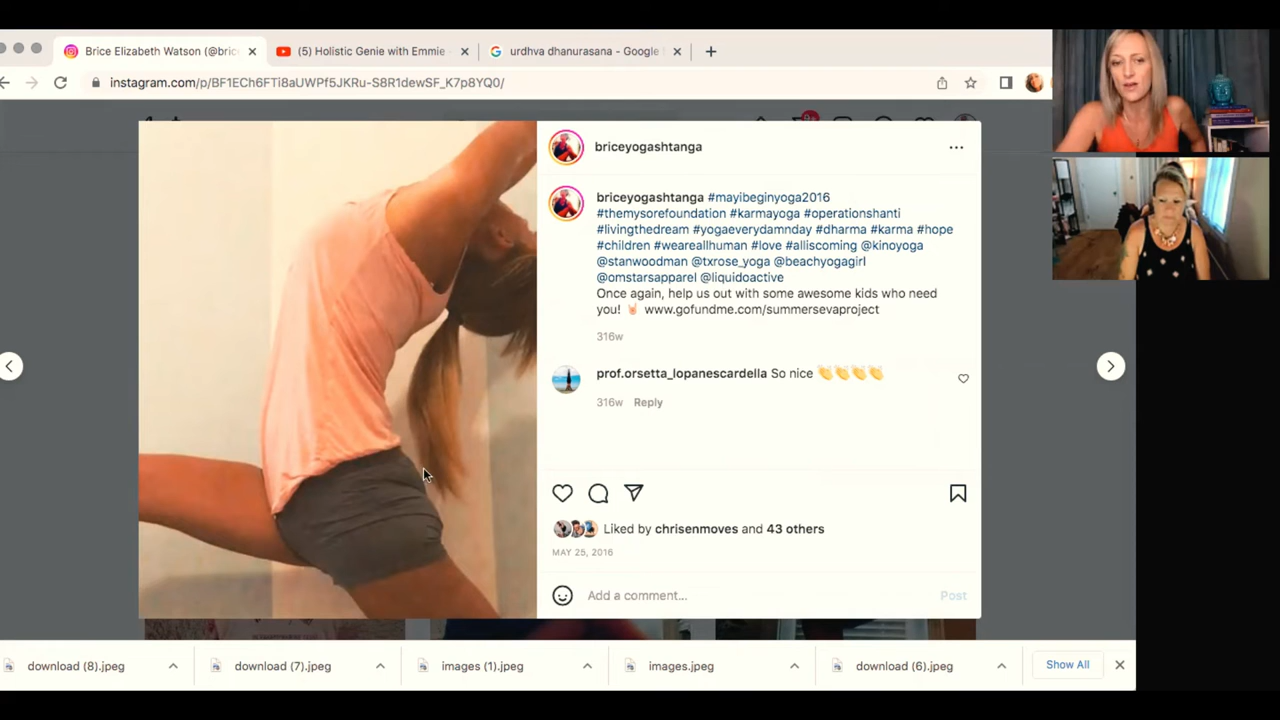 Brice Elizabeth Watson (@bric
(5) Holistic Genie with Emmie
urdhva dhanurasana - Google
instagram.com/p/BF1ECh6FTi8aUWPf5JKRu-S8R1dewSF_K7p8YQ0/
briceyogashtanga
briceyogashtanga #mayibeginyoga2016
#themysorefoundation #karmayoga #operationshanti
#livingthedream #yogaeverydamnday #dharma #karma #hope
#children #weareallhuman #love #alliscoming @kinoyoga
@stanwoodman @txrose_yoga @beachyogagirl
@omstarsapparel @liquidoactive
Once again, help us out with some awesome kids who need
you! 🤘 www.gofundme.com/summersevaproject
316w
prof.orsetta_lopanescardella So nice 👏👏👏👏
316w Reply
Liked by chrisenmoves and 43 others
MAY 25, 2016
Add a comment...
Post
download (8).jpeg
download (7).jpeg
images (1).jpeg
images.jpeg
download (6).jpeg
Show All